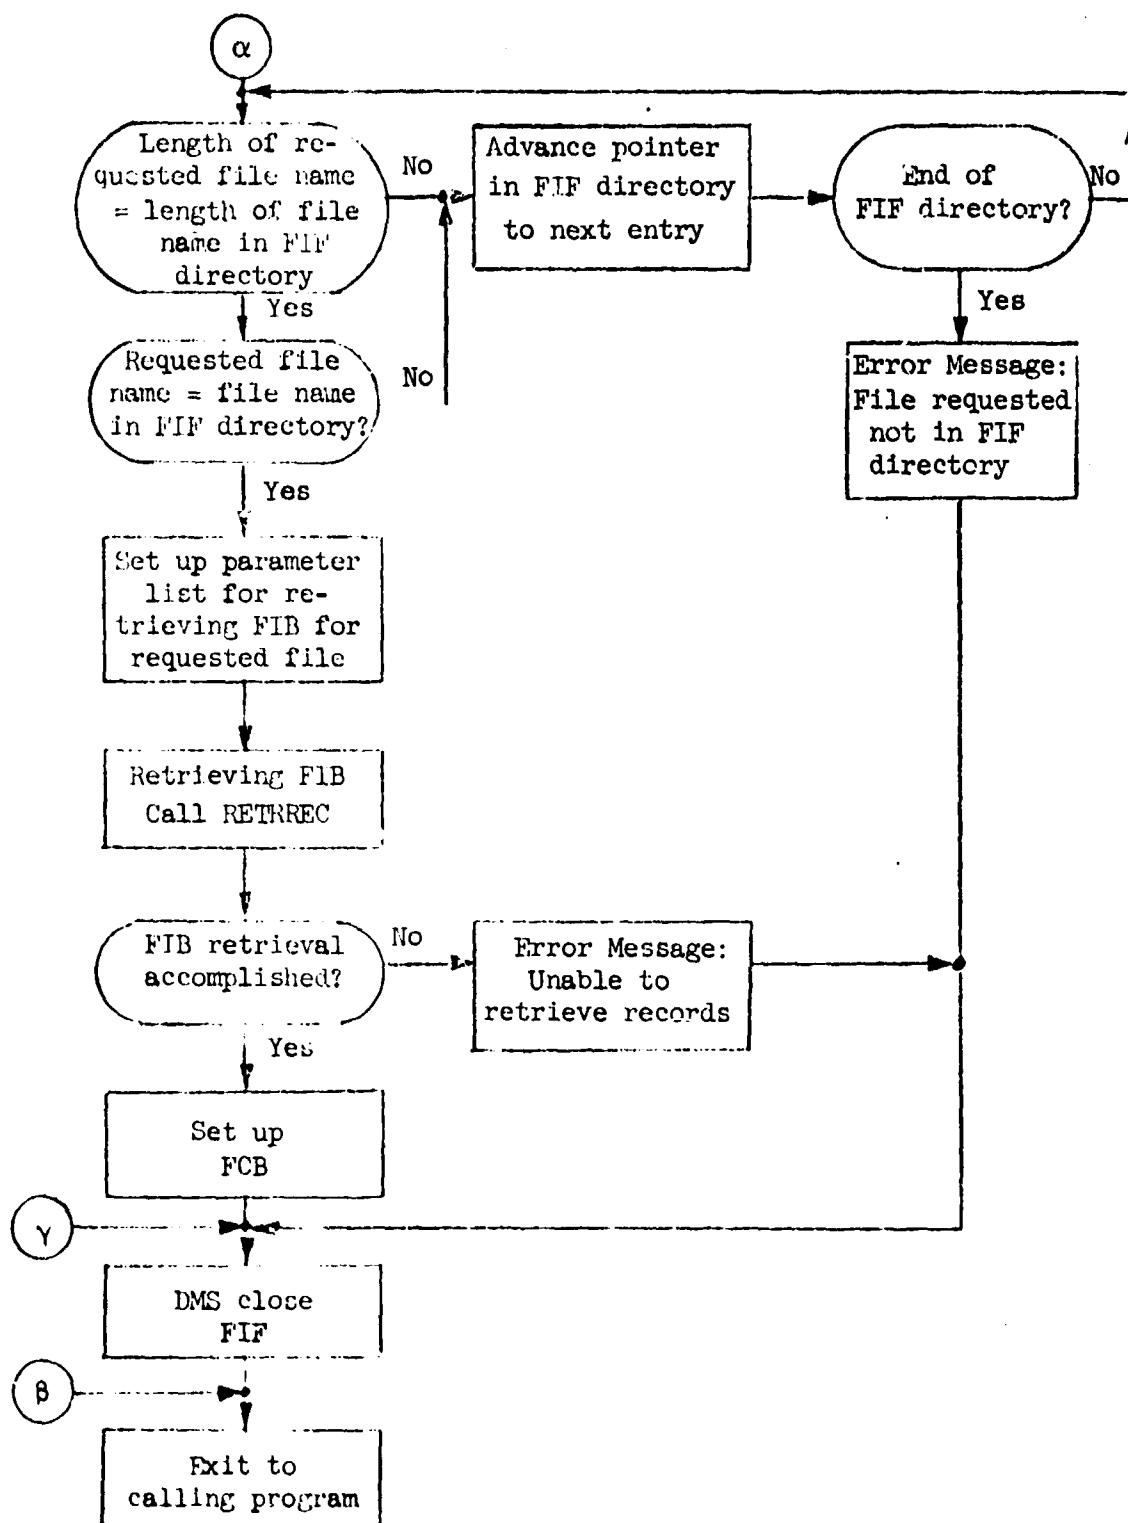 α
Length of re-
quested file name
= length of file
name in FIF
directory
No
Advance pointer
in FIF directory
to next entry
End of
FIF directory?
No
Yes
Yes
Requested file
name = file name
in FIF directory?
No
Error Message:
File requested
not in FIF
directory
Yes
Set up parameter
list for re-
trieving FIB for
requested file
Retrieving FIB
Call RETRREC
FIB retrieval
accomplished?
No
Error Message:
Unable to
retrieve records
Yes
Set up
FCB
γ
DMS close
FIF
β
Exit to
calling program